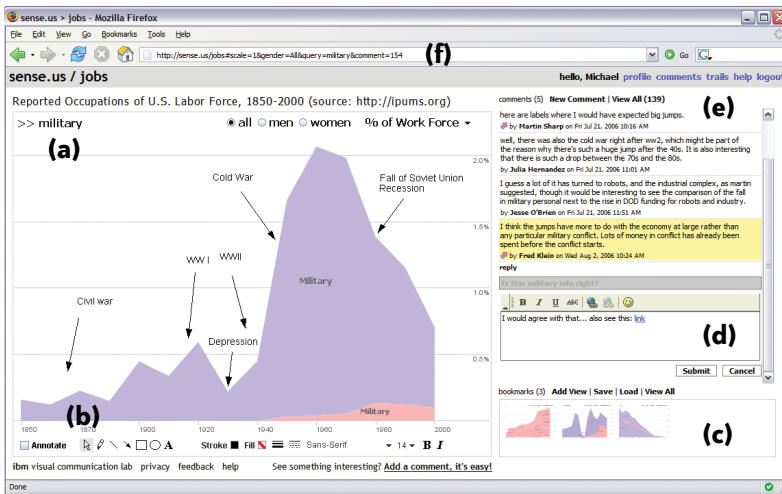 sense.us > jobs - Mozilla Firefox
File Edit View Go Bookmarks Tools Help
http://sense.us/jobs#scale=1&gender=All&query=military&comment=154
(f)
Go
G
sense.us / jobs
hello, Michael profile comments trails help logout
Reported Occupations of U.S. Labor Force, 1850-2000 (source: http://ipums.org)
>> military
all men women
% of Work Force
(a)
2.0%
Cold War
Fall of Soviet Union
Recession
1.5%
WW I
WWII
Military
1.0%
Civil war
Depression
0.5%
Military
(b)
1860 1870 1900 1920 1940 1960 1980 2000
Annotate
A
Stroke
Fill
Sans-Serif
14
B I
ibm visual communication lab privacy feedback help
See something interesting? Add a comment, it's easy!
Done
comments (5) New Comment | View All (139)
(e)
here are labels where I would have expected big jumps.
by Martin Sharp on Fri Jul 21, 2006 10:16 AM
well, there was also the cold war right after ww2, which might be part of
the reason why there's such a huge jump after the 40s. It is also interesting
that there is such a drop between the 70s and the 80s.
by Julia Hernandez on Fri Jul 21, 2006 11:01 AM
I guess a lot of it has turned to robots, and the industrial complex, as martin
suggested, though it would be interesting to see the comparison of the fall
in military personal next to the rise in DOD funding for robots and industry.
by Jesse O'Brien on Fri Jul 21, 2006 11:51 AM
I think the jumps have more to do with the economy at large rather than
any particular military conflict. Lots of money in conflict has already been
spent before the conflict starts.
by Fred Klein on Wed Aug 2, 2006 10:24 AM
reply
Is this military info right?
B I U ABC
I would agree with that... also see this: link
(d)
Submit Cancel
bookmarks (3) Add View | Save | Load | View All
(c)